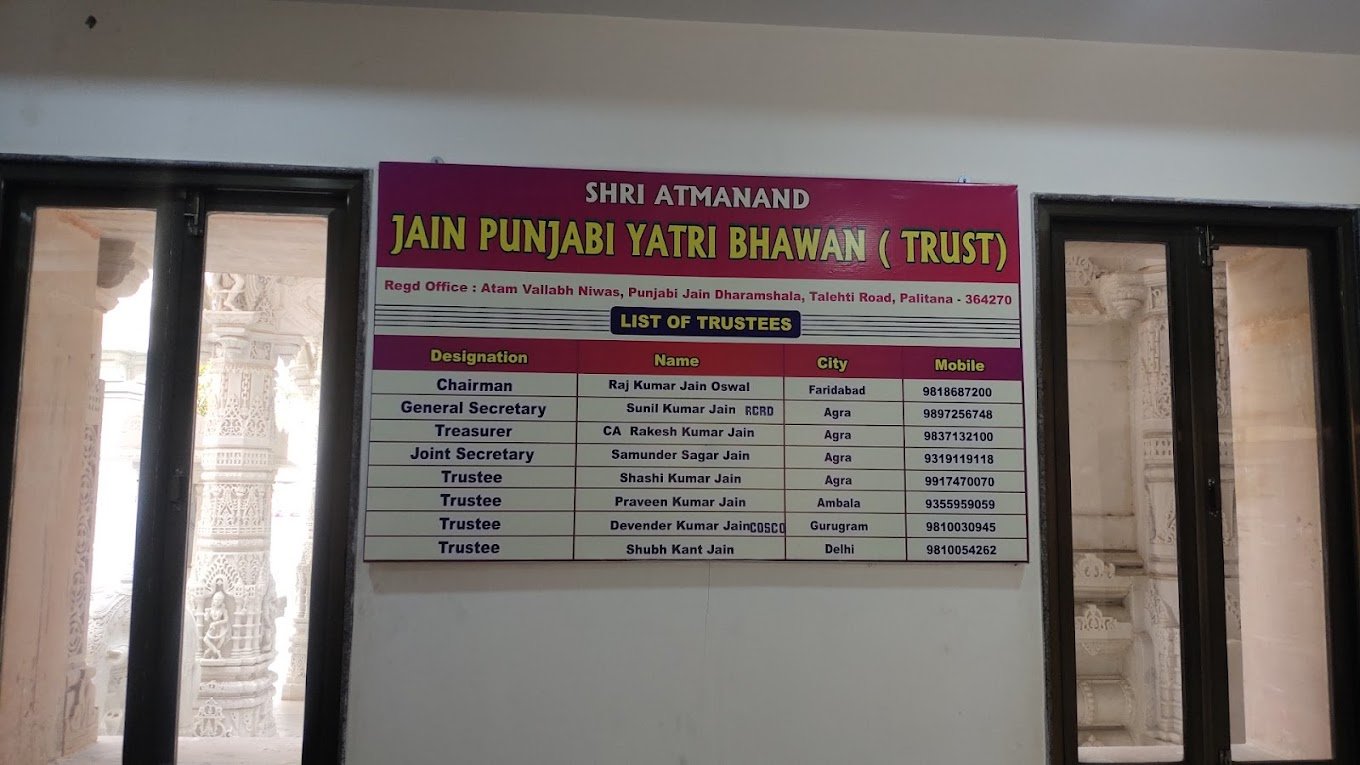 SHRI ATMANAND
JAIN PUNJABI YATRI BHAWAN ( TRUST)
Regd Office : Atam Vallabh Niwas, Punjabi Jain Dharamshala, Talehti Road, Palitana - 364270
LIST OF TRUSTEES
Designation Name City Mobile
Chairman Raj Kumar Jain Oswal Faridabad 9818687200
General Secretary Sunil Kumar Jain RCRD Agra 9897256748
Treasurer CA Rakesh Kumar Jain Agra 9837132100
Joint Secretary Samunder Sagar Jain Agra 9319119118
Trustee Shashi Kumar Jain Agra 9917470070
Trustee Praveen Kumar Jain Ambala 9355959059
Trustee Devender Kumar Jain COSCO Gurugram 9810030945
Trustee Shubh Kant Jain Delhi 9810054262